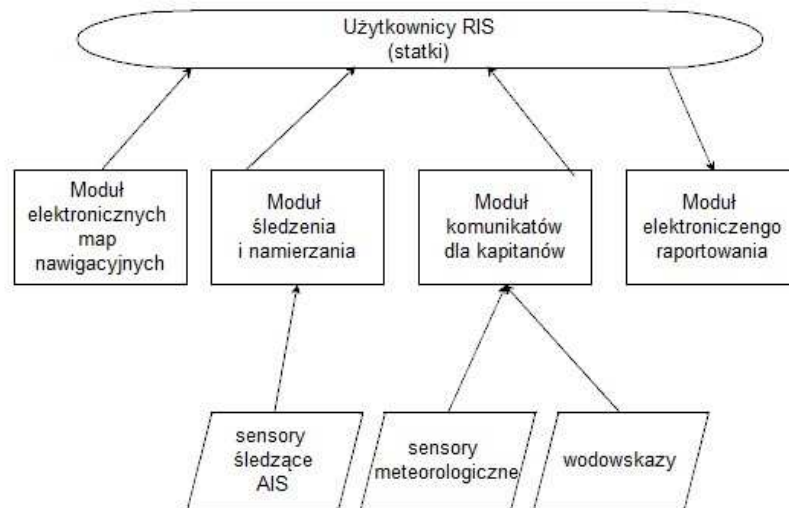 Użytkownicy RIS
(statki)
Moduł
elektronicznych
map
nawigacyjnych
Moduł
śledzenia
i namierzania
Moduł
komunikatów
dla kapitanów
Moduł
elektroniczengo
raportowania
sensory
śledzące
AIS
sensory
meteorologiczne
wodowskazy